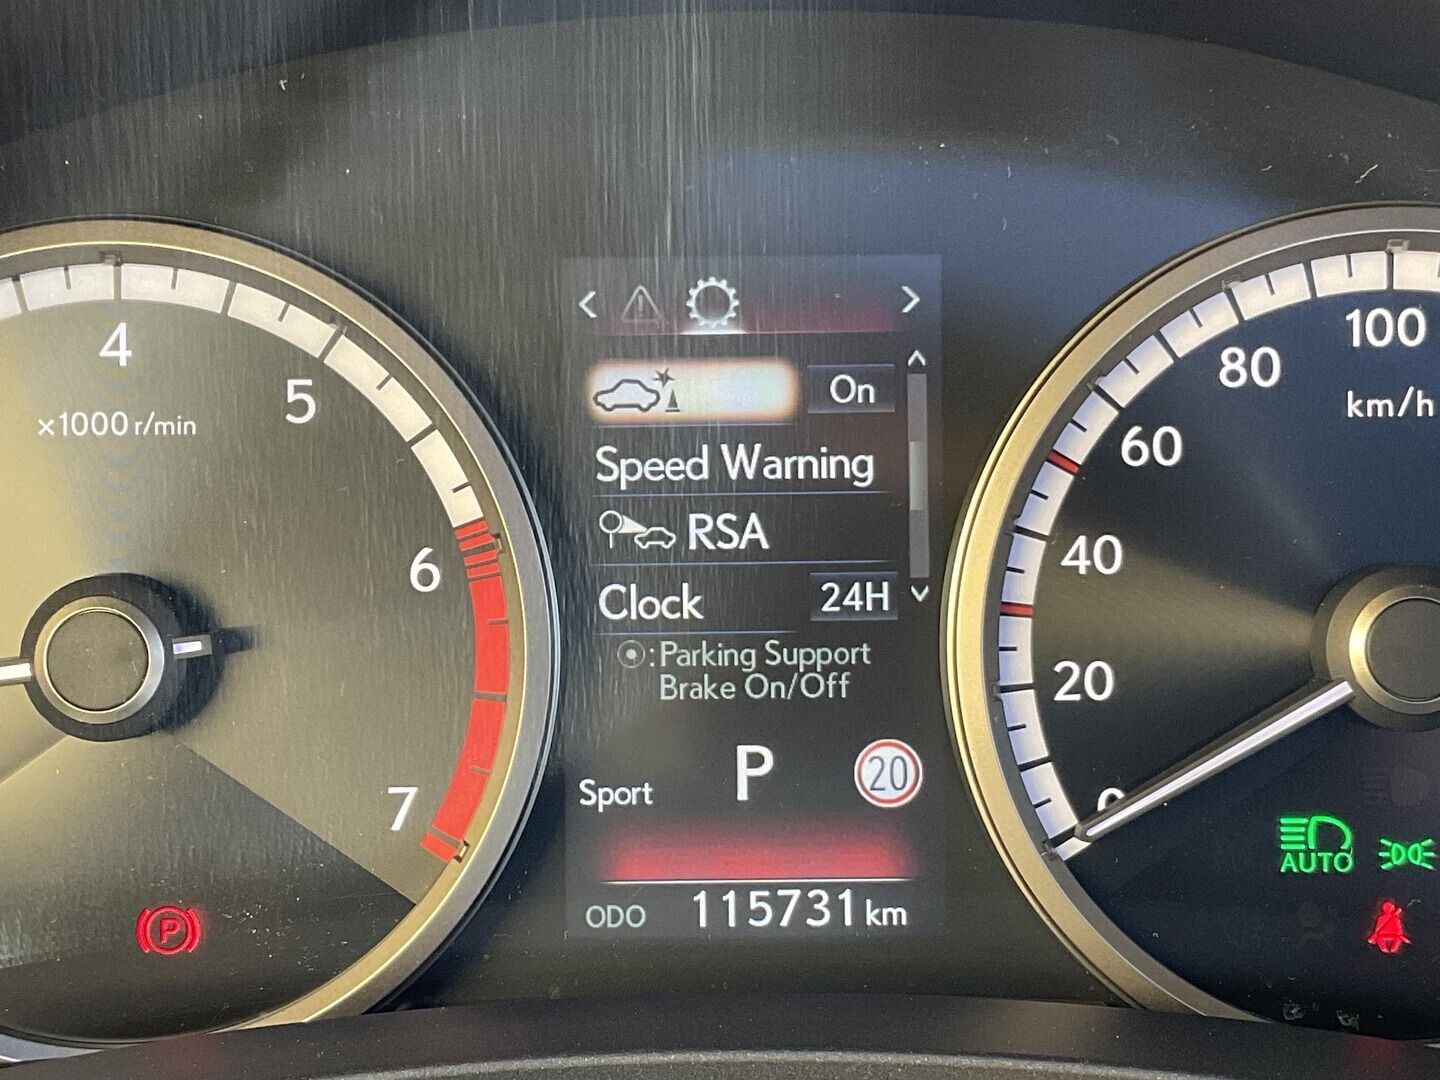 4
5
×1000 r/min
6
7
P
On
Speed Warning
RSA
Clock 24H
: Parking Support
Brake On/Off
Sport P 20
ODO 115731 km
100
80
km/h
60
40
20
0
AUTO